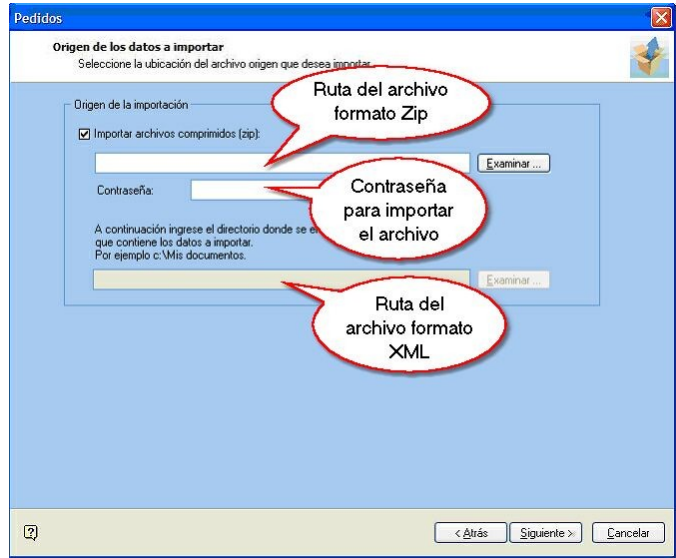 Pedidos
Origen de los datos a importar
Seleccione la ubicación del archivo origen que desea importar
Ruta del archivo
formato Zip
Origen de la importación
Importar archivos comprimidos (zip):
Examinar ...
Contraseña:
Contraseña
para importar
el archivo
A continuación ingrese el directorio donde se
que contiene los datos a importar.
Por ejemplo c:\Mis documentos.
Examinar ...
Ruta del
archivo formato
XML
< Atrás
Siguiente >
Cancelar